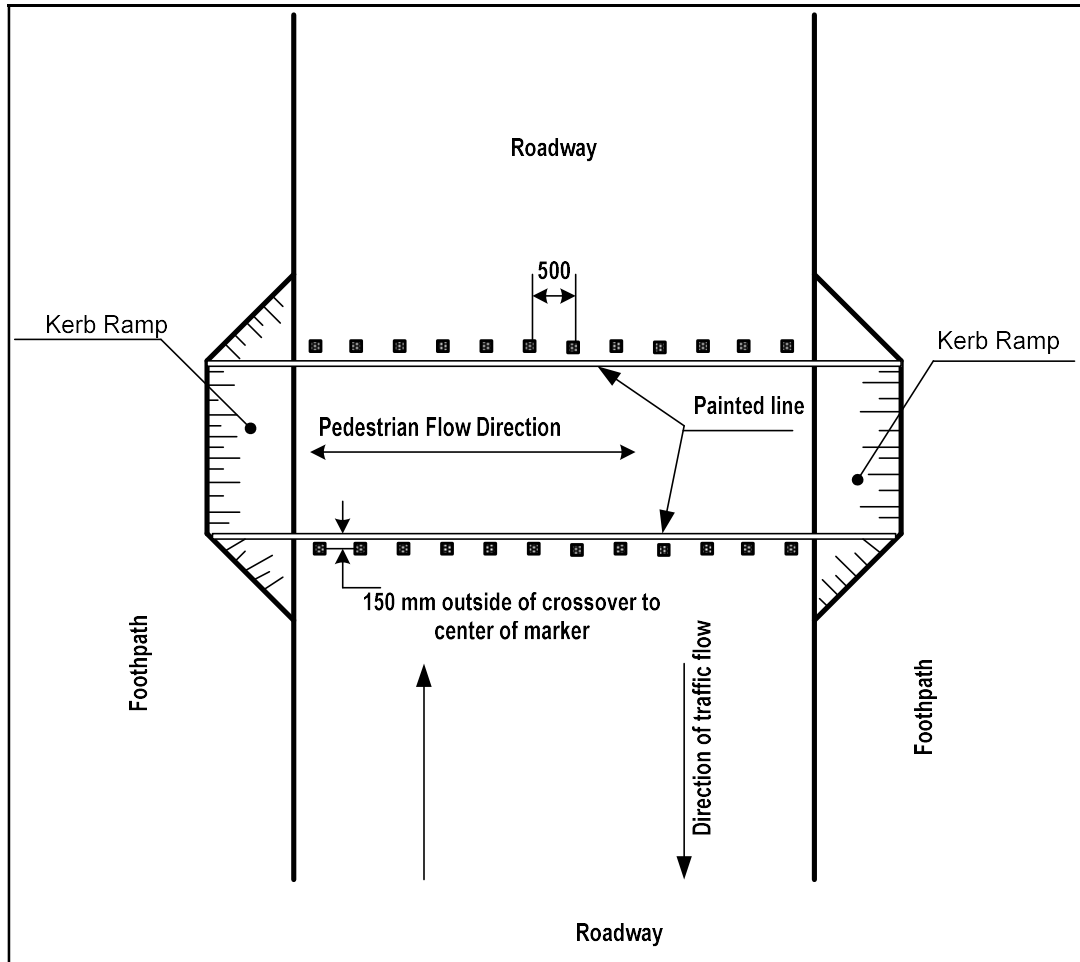 Roadway
500
Kerb Ramp
Kerb Ramp
Painted line
Pedestrian Flow Direction
150 mm outside of crossover to
center of marker
Foothpath
Direction of traffic flow
Foothpath
Roadway